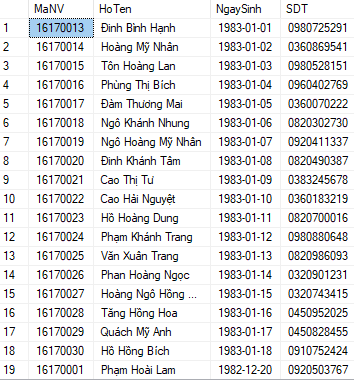 MaNV HoTen NgaySinh SDT
1 16170013 Đinh Bình Hạnh 1983-01-01 0980725291
2 16170014 Hoàng Mỹ Nhân 1983-01-02 0360869541
3 16170015 Tôn Hoàng Lan 1983-01-03 0980528151
4 16170016 Phùng Thị Bích 1983-01-04 0960402769
5 16170017 Đàm Thương Mai 1983-01-05 0360070222
6 16170018 Ngô Khánh Nhung 1983-01-06 0820302730
7 16170019 Ngô Hoàng Mỹ Nhân 1983-01-07 0920411337
8 16170020 Đinh Khánh Tâm 1983-01-08 0820490387
9 16170021 Cao Thị Tư 1983-01-09 0383245678
10 16170022 Cao Hải Nguyệt 1983-01-10 0360183219
11 16170023 Hồ Hoàng Dung 1983-01-11 0820700016
12 16170024 Phạm Khánh Trang 1983-01-12 0980880648
13 16170025 Văn Xuân Trang 1983-01-13 0820986093
14 16170026 Phan Hoàng Ngọc 1983-01-14 0320901231
15 16170027 Hoàng Ngô Hồng ... 1983-01-15 0320743415
16 16170028 Tăng Hồng Hoa 1983-01-16 0450952025
17 16170029 Quách Mỹ Anh 1983-01-17 0450828455
18 16170030 Hồ Hồng Bích 1983-01-18 0910752424
19 16170001 Phạm Hoài Lam 1982-12-20 0920503767